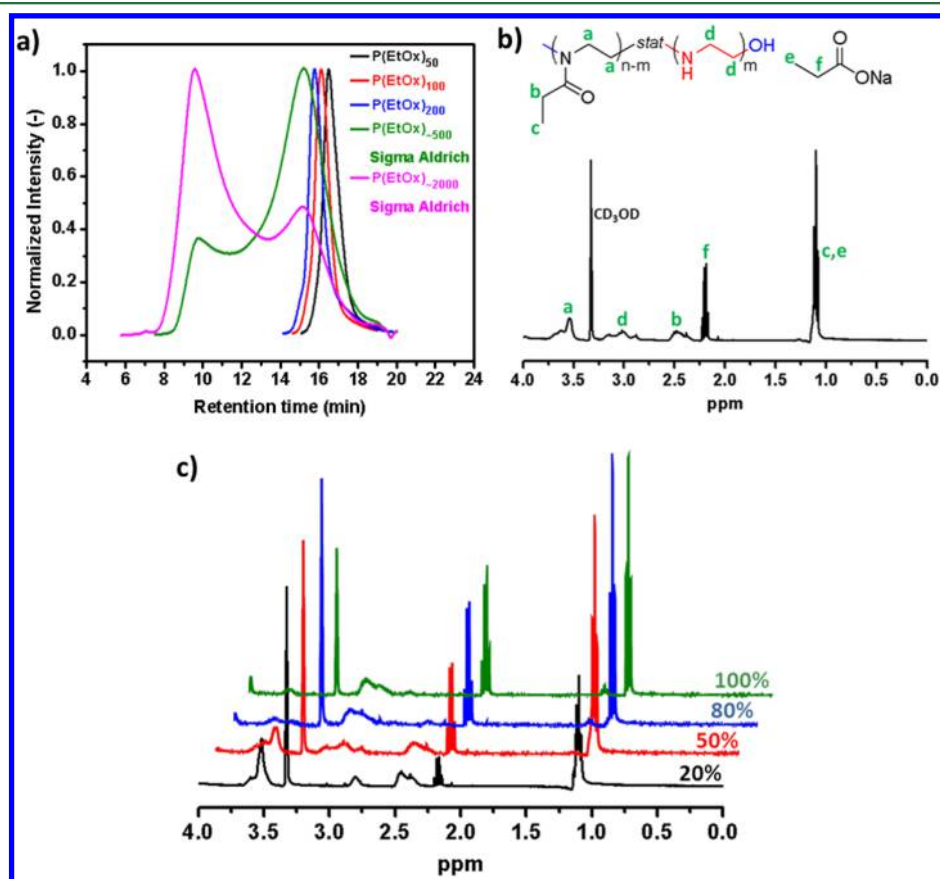 a)
P(EtOx)50
P(EtOx)100
P(EtOx)200
P(EtOx)~500
Sigma Aldrich
P(EtOx)~2000
Sigma Aldrich
Normalized Intensity (-)
1.0
0.8
0.6
0.4
0.2
0.0
4 6 8 10 12 14 16 18 20 22 24
Retention time (min)
b)
a
stat
d
OH
N
n-m
a
N
H
d
m
b
O
c
e
f
O
ONa
CD3OD
a
d
b
f
c,e
4.0 3.5 3.0 2.5 2.0 1.5 1.0 0.5 0.0
ppm
c)
100%
80%
50%
20%
4.0 3.5 3.0 2.5 2.0 1.5 1.0 0.5 0.0
ppm